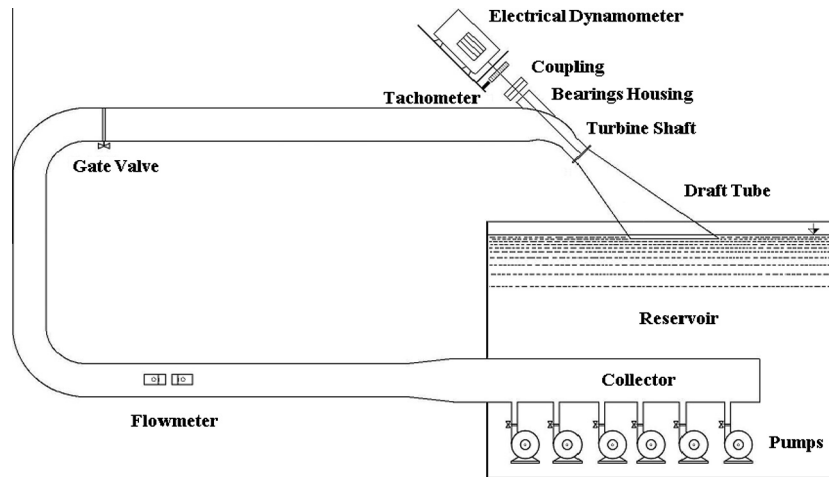 Electrical Dynamometer
Coupling
Tachometer
Bearings Housing
Turbine Shaft
Gate Valve
Draft Tube
Reservoir
Collector
Flowmeter
Pumps